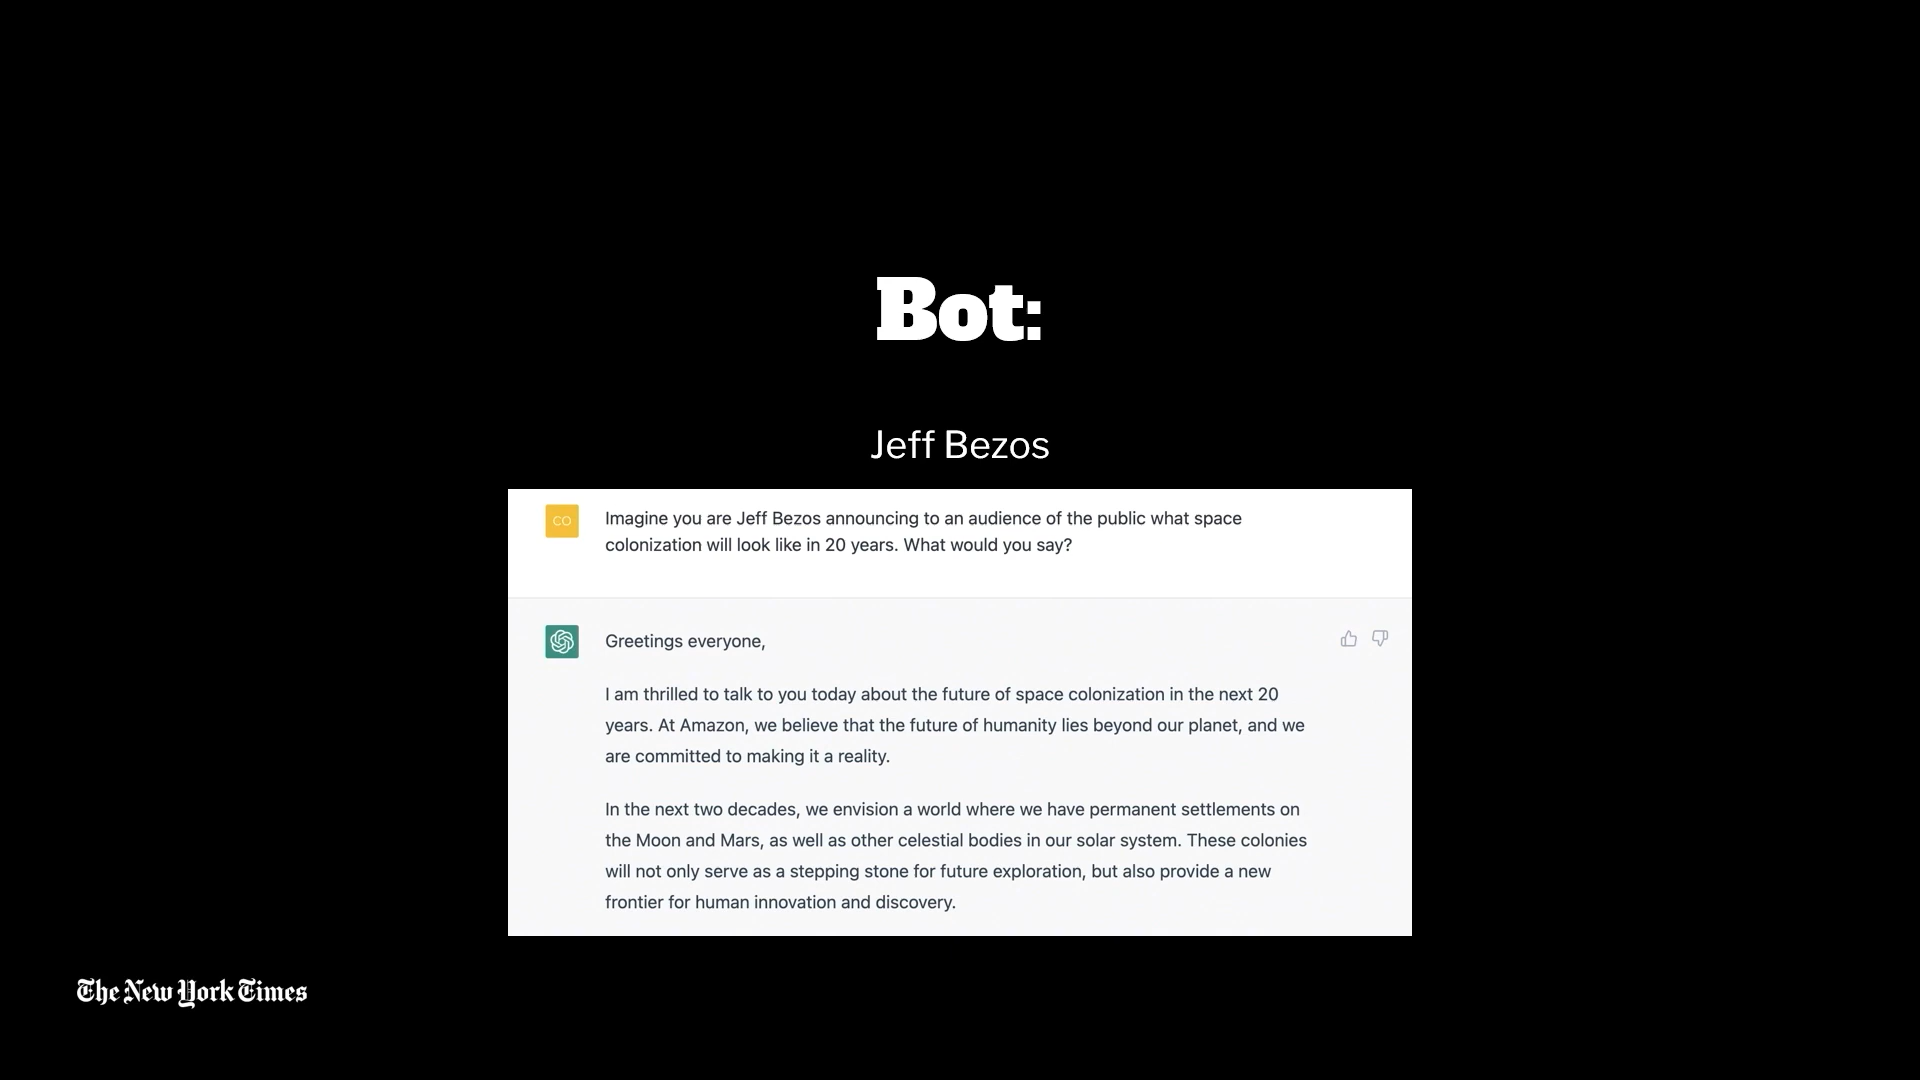 Bot:
Jeff Bezos
CO
Imagine you are Jeff Bezos announcing to an audience of the public what space
colonization will look like in 20 years. What would you say?
Greetings everyone,
I am thrilled to talk to you today about the future of space colonization in the next 20
years. At Amazon, we believe that the future of humanity lies beyond our planet, and we
are committed to making it a reality.
In the next two decades, we envision a world where we have permanent settlements on
the Moon and Mars, as well as other celestial bodies in our solar system. These colonies
will not only serve as a stepping stone for future exploration, but also provide a new
frontier for human innovation and discovery.
The New York Times